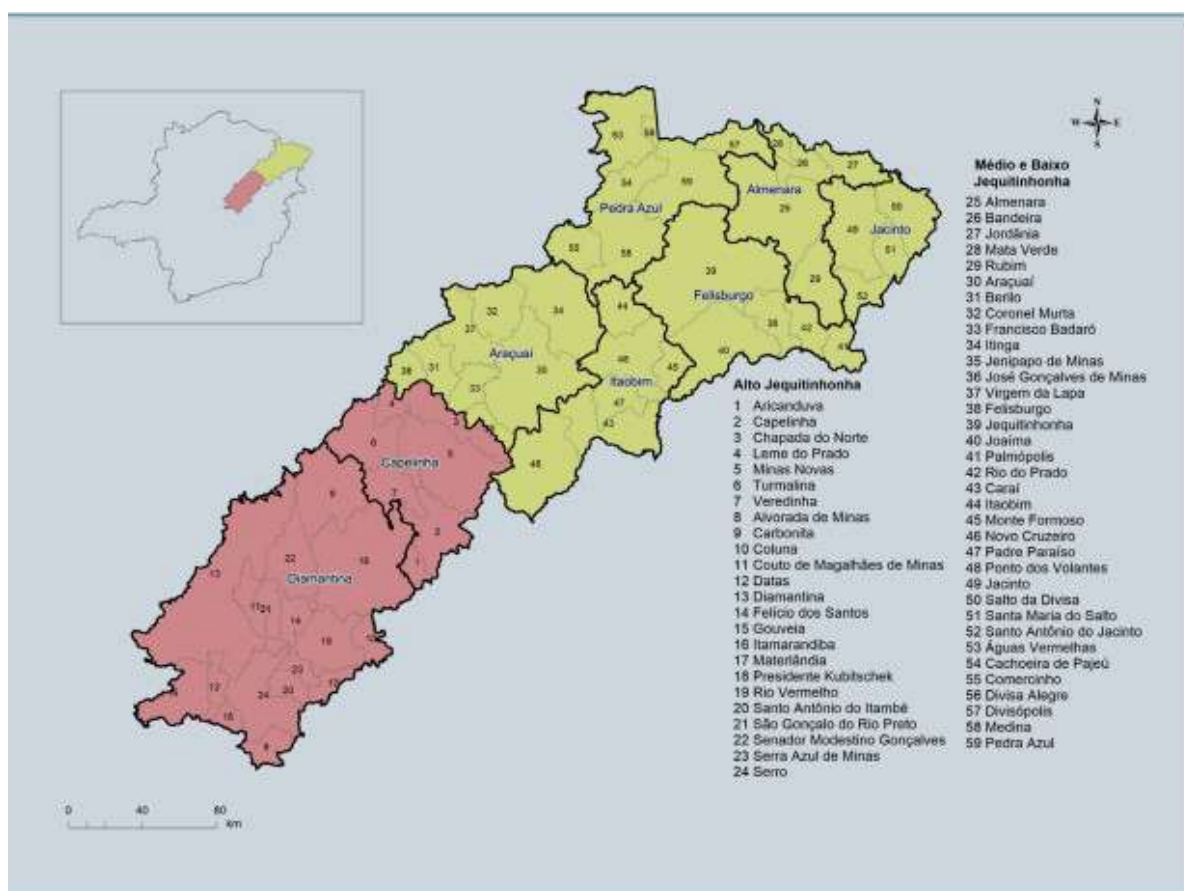 N
W E
S
Médio e Baixo
Jequitinhonha
25 Almenara
26 Bandeira
27 Jordânia
28 Mata Verde
29 Rubim
30 Araçuaí
31 Berilo
32 Coronel Murta
33 Francisco Badaró
34 Itinga
35 Jenipapo de Minas
36 José Gonçalves de Minas
37 Virgem da Lapa
38 Felisburgo
39 Jequitinhonha
40 Joaíma
41 Palmópolis
42 Rio do Prado
43 Caraí
44 Itaobim
45 Monte Formoso
46 Novo Cruzeiro
47 Padre Paraíso
48 Ponto dos Volantes
49 Jacinto
50 Salto da Divisa
51 Santa Maria do Salto
52 Santo Antônio do Jacinto
53 Águas Vermelhas
54 Cachoeira de Pajeú
55 Comercinho
56 Divisa Alegre
57 Divisópolis
58 Medina
59 Pedra Azul
Alto Jequitinhonha
1 Aricanduva
2 Capelinha
3 Chapada do Norte
4 Leme do Prado
5 Minas Novas
6 Turmalina
7 Veredinha
8 Alvorada de Minas
9 Carbonita
10 Coluna
11 Couto de Magalhães de Minas
12 Datas
13 Diamantina
14 Felício dos Santos
15 Gouveia
16 Itamarandiba
17 Materlândia
18 Presidente Kubitschek
19 Rio Vermelho
20 Santo Antônio do Itambé
21 São Gonçalo do Rio Preto
22 Senador Modestino Gonçalves
23 Serra Azul de Minas
24 Serro
Almenara
Pedra Azul
Jacinto
Felisburgo
Araçuaí
Itaobim
Capelinha
Diamantina
0 40 80
km